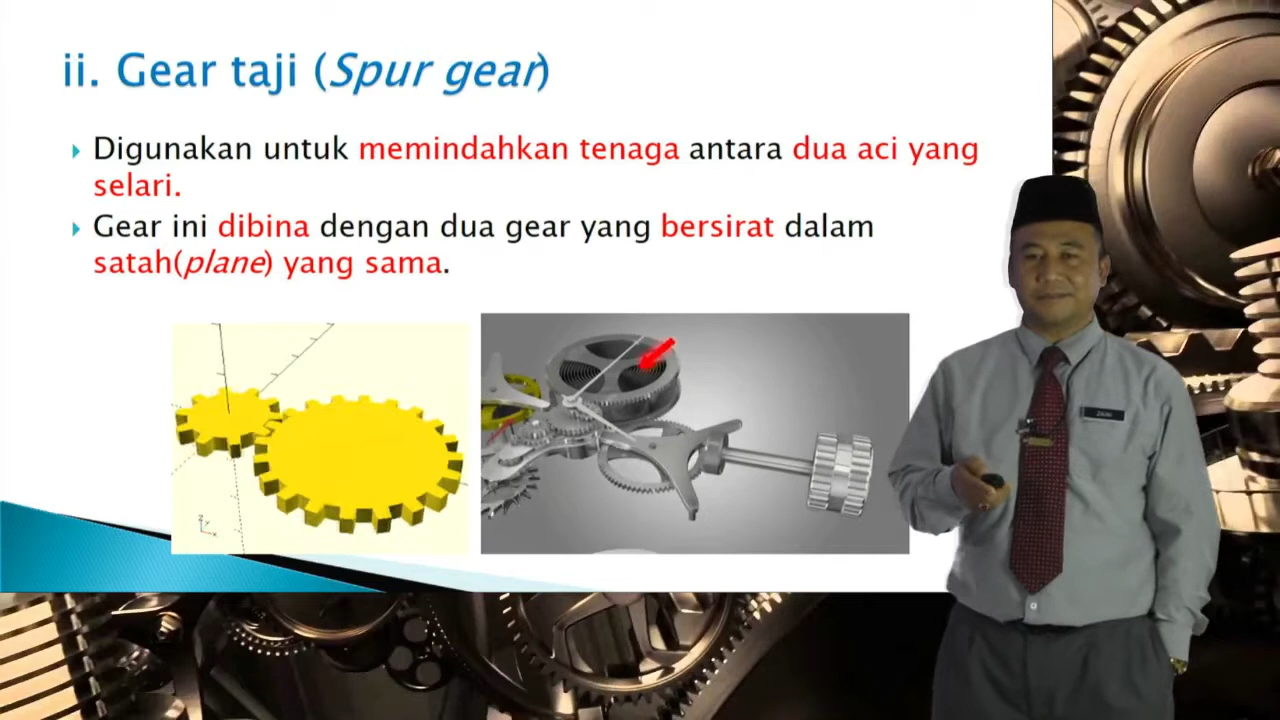 ii. Gear taji (Spur gear)
Digunakan untuk memindahkan tenaga antara dua aci yang
selari.
Gear ini dibina dengan dua gear yang bersirat dalam
satah(plane) yang sama.